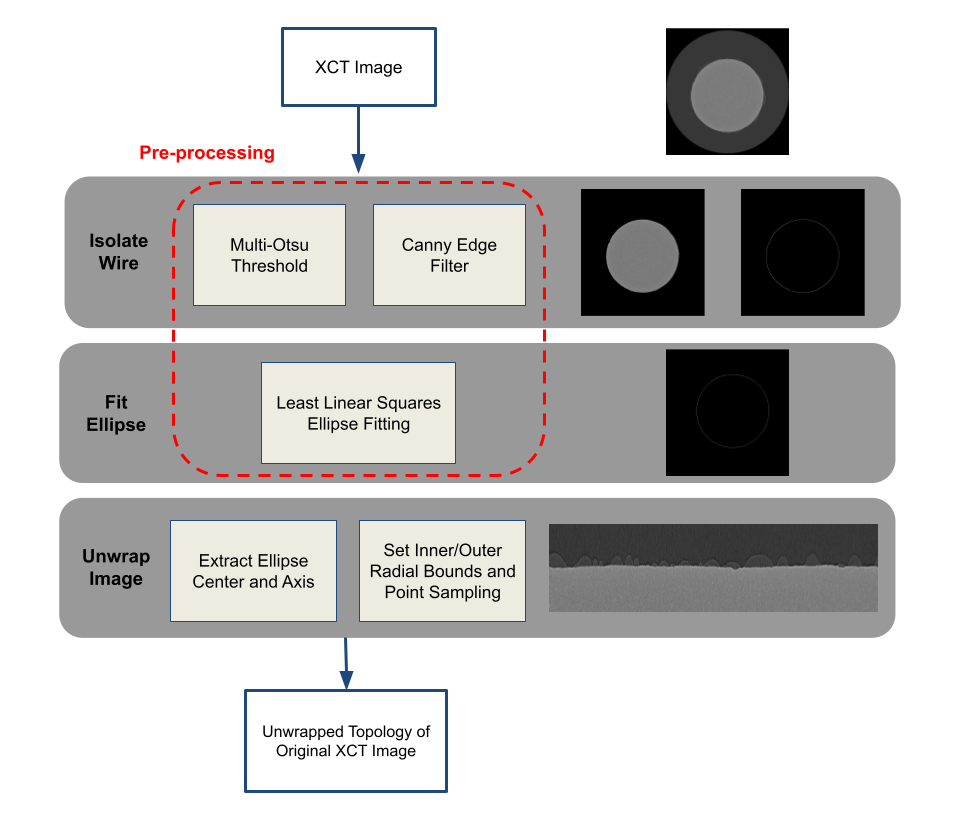 XCT Image
Pre-processing
Isolate
Wire
Multi-Otsu
Threshold
Canny Edge
Filter
Fit
Ellipse
Least Linear Squares
Ellipse Fitting
Unwrap
Image
Extract Ellipse
Center and Axis
Set Inner/Outer
Radial Bounds and
Point Sampling
Unwrapped Topology of
Original XCT Image